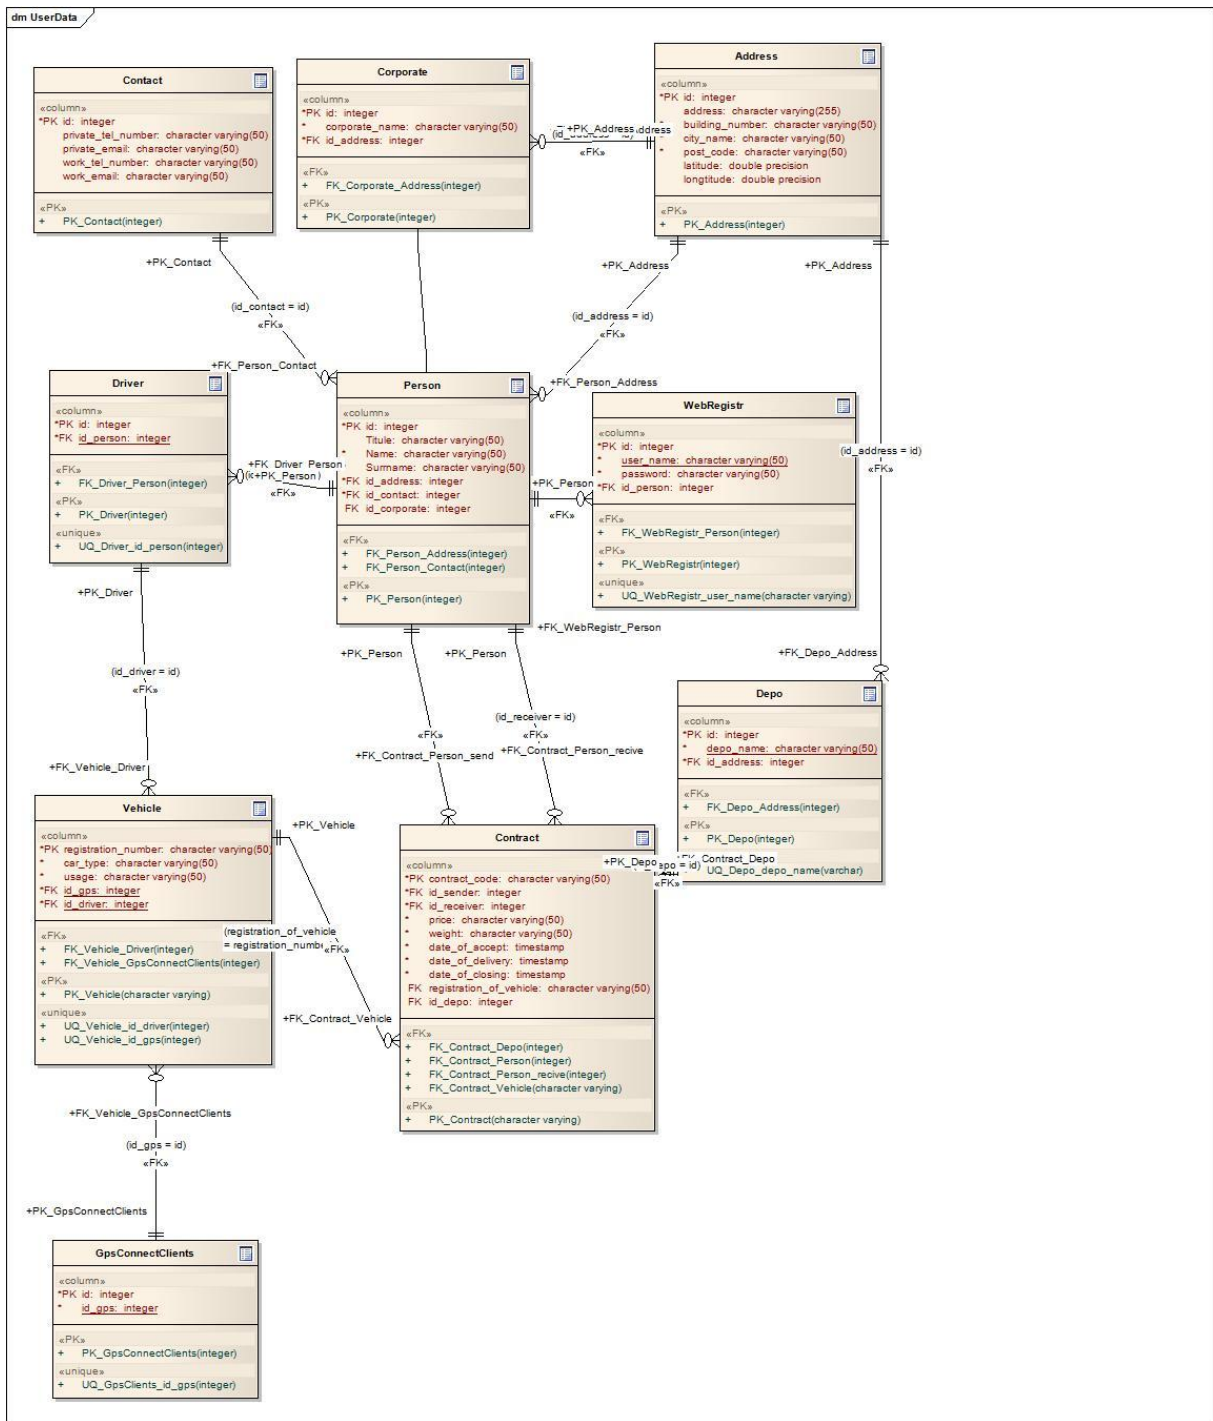 dm UserData
Contact
«column»
*PK id: integer
private_tel_number: character varying(50)
private_email: character varying(50)
work_tel_number: character varying(50)
work_email: character varying(50)
«PK»
+ PK_Contact(integer)
Corporate
«column»
*PK id: integer
* corporate_name: character varying(50)
*FK id_address: integer
«FK»
+ FK_Corporate_Address(integer)
«PK»
+ PK_Corporate(integer)
+PK_Address
«FK»
Address
«column»
*PK id: integer
address: character varying(255)
* building_number: character varying(50)
* city_name: character varying(50)
* post_code: character varying(50)
latitude: double precision
longtitude: double precision
«PK»
+ PK_Address(integer)
+PK_Contact
(id_contact = id)
«FK»
+FK_Person_Contact
+PK_Address
(id_address = id)
«FK»
+FK_Person_Address
+PK_Address
(id_address = id)
«FK»
+FK_Depo_Address
Driver
«column»
*PK id: integer
*FK id_person: integer
«FK»
+ FK_Driver_Person(integer)
«PK»
+ PK_Driver(integer)
«unique»
+ UQ_Driver_id_person(integer)
+FK_Driver_Person
+PK_Person
«FK»
Person
«column»
*PK id: integer
Titule: character varying(50)
* Name: character varying(50)
* Surname: character varying(50)
*FK id_address: integer
*FK id_contact: integer
FK id_corporate: integer
«FK»
+ FK_Person_Address(integer)
+ FK_Person_Contact(integer)
«PK»
+ PK_Person(integer)
+PK_Person
«FK»
+FK_WebRegistr_Person
WebRegistr
«column»
*PK id: integer
* user_name: character varying(50)
* password: character varying(50)
*FK id_person: integer
«FK»
+ FK_WebRegistr_Person(integer)
«PK»
+ PK_WebRegistr(integer)
«unique»
+ UQ_WebRegistr_user_name(character varying)
+PK_Driver
(id_driver = id)
«FK»
+FK_Vehicle_Driver
+PK_Person
«FK»
+FK_Contract_Person_send
+PK_Person
(id_receiver = id)
«FK»
+FK_Contract_Person_recive
Depo
«column»
*PK id: integer
* depo_name: character varying(50)
*FK id_address: integer
«FK»
+ FK_Depo_Address(integer)
«PK»
+ PK_Depo(integer)
UQ_Depo_depo_name(varchar)
+PK_Depo
«FK»
Vehicle
«column»
*PK registration_number: character varying(50)
* car_type: character varying(50)
* usage: character varying(50)
*FK id_gps: integer
*FK id_driver: integer
«FK»
+ FK_Vehicle_Driver(integer)
+ FK_Vehicle_GpsConnectClients(integer)
«PK»
+ PK_Vehicle(character varying)
«unique»
+ UQ_Vehicle_id_driver(integer)
+ UQ_Vehicle_id_gps(integer)
+PK_Vehicle
(registration_of_vehicle
«FK»
+FK_Contract_Vehicle
Contract
«column»
*PK contract_code: character varying(50)
*FK id_sender: integer
*FK id_receiver: integer
* price: character varying(50)
* weight: character varying(50)
* date_of_accept: timestamp
* date_of_delivery: timestamp
* date_of_closing: timestamp
FK registration_of_vehicle: character varying(50)
FK id_depo: integer
«FK»
+ FK_Contract_Depo(integer)
+ FK_Contract_Person(integer)
+ FK_Contract_Person_recive(integer)
+ FK_Contract_Vehicle(character varying)
«PK»
+ PK_Contract(character varying)
+FK_Vehicle_GpsConnectClients
(id_gps = id)
«FK»
+PK_GpsConnectClients
GpsConnectClients
«column»
*PK id: integer
* id_gps: integer
«PK»
+ PK_GpsConnectClients(integer)
«unique»
+ UQ_GpsClients_id_gps(integer)